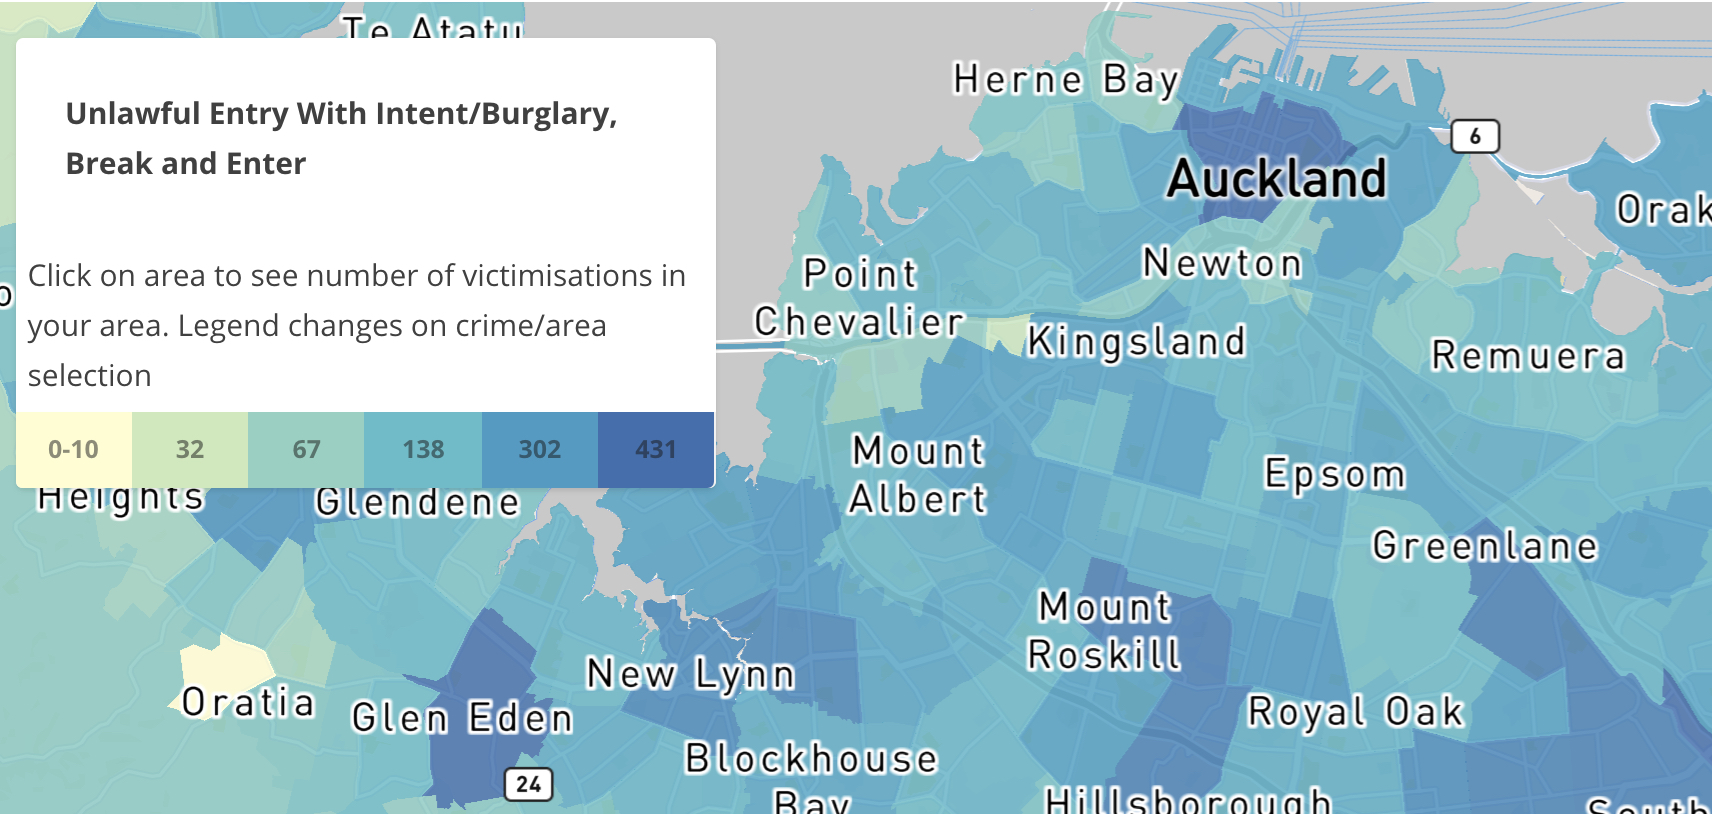 Te Atatu
Unlawful Entry With Intent/Burglary,
Break and Enter
Click on area to see number of victimisations in
your area. Legend changes on crime/area
selection
0-10 32 67 138 302 431
Herne Bay
6
Auckland
Orak
Newton
Point
Chevalier
Kingsland
Remuera
Mount
Albert
Epsom
Heights
Glendene
Greenlane
Mount
Roskill
New Lynn
Oratia
Glen Eden
Royal Oak
Blockhouse
Bay
24
Hillsborough
South